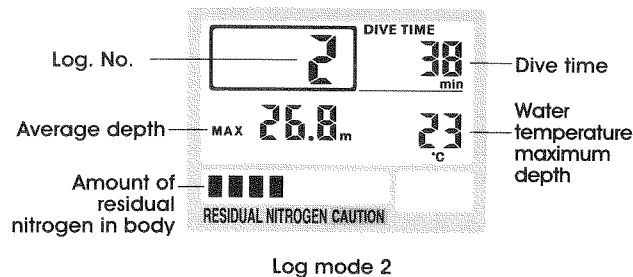 DIVE TIME
Log. No.
2
38
min
Dive time
Average depth
MAX 26.8m
23
°C
Water
temperature
maximum
depth
Amount of
residual
nitrogen in body
RESIDUAL NITROGEN CAUTION
Log mode 2